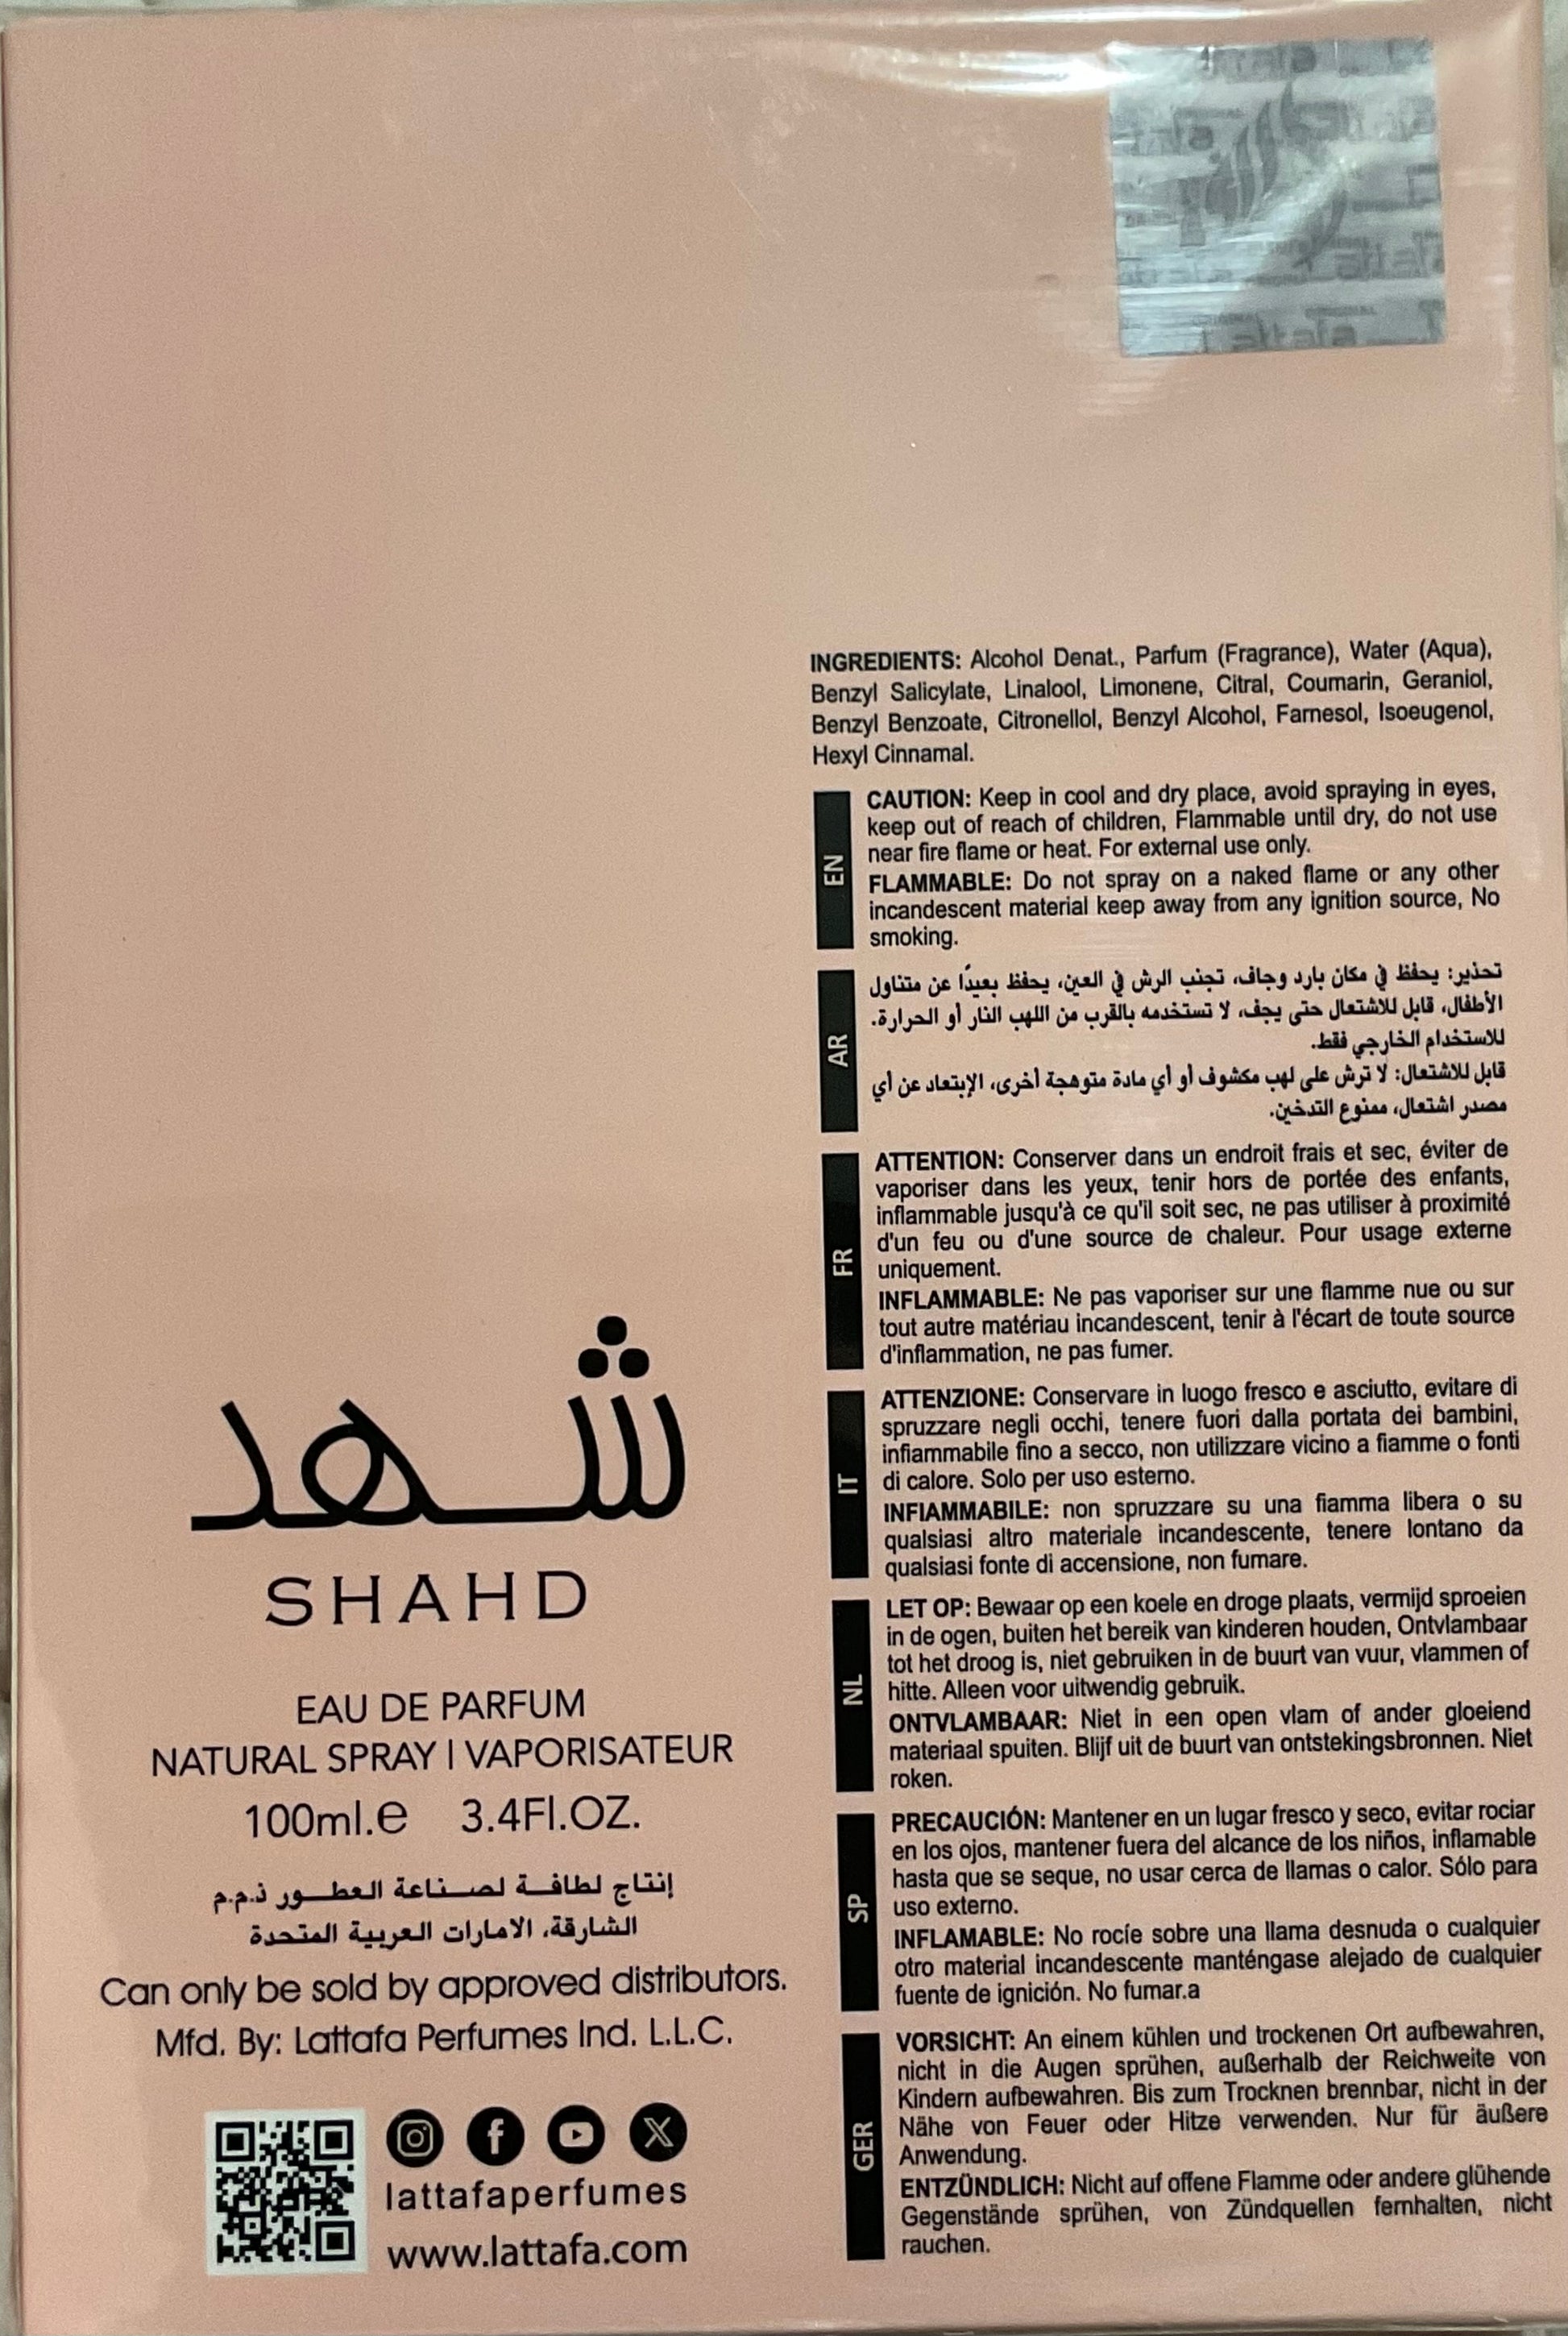 INGREDIENTS: Alcohol Denat., Parfum (Fragrance), Water (Aqua),
Benzyl Salicylate, Linalool, Limonene, Citral, Coumarin, Geraniol,
Benzyl Benzoate, Citronellol, Benzyl Alcohol, Farnesol, Isoeugenol,
Hexyl Cinnamal.
EN
CAUTION: Keep in cool and dry place, avoid spraying in eyes,
keep out of reach of children, Flammable until dry, do not use
near fire flame or heat. For external use only.
FLAMMABLE: Do not spray on a naked flame or any other
incandescent material keep away from any ignition source, No
smoking.
AR
تحذير: يحفظ في مكان بارد وجاف، تجنب الرش في العين، يحفظ بعيدًا عن متناول
الأطفال، قابل للاشتعال حتى يجف، لا تستخدمه بالقرب من اللهب النار أو الحرارة.
للاستخدام الخارجي فقط.
قابل للاشتعال: لا ترش على لهب مكشوف أو أي مادة متوهجة أخرى، الإبتعاد عن أي
مصدر اشتعال، ممنوع التدخين.
FR
ATTENTION: Conserver dans un endroit frais et sec, éviter de
vaporiser dans les yeux, tenir hors de portée des enfants,
inflammable jusqu'à ce qu'il soit sec, ne pas utiliser à proximité
d'un feu ou d'une source de chaleur. Pour usage externe
uniquement.
INFLAMMABLE: Ne pas vaporiser sur une flamme nue ou sur
tout autre matériau incandescent, tenir à l'écart de toute source
d'inflammation, ne pas fumer.
IT
ATTENZIONE: Conservare in luogo fresco e asciutto, evitare di
spruzzare negli occhi, tenere fuori dalla portata dei bambini,
infiammabile fino a secco, non utilizzare vicino a fiamme o fonti
di calore. Solo per uso esterno.
INFIAMMABILE: non spruzzare su una fiamma libera o su
qualsiasi altro materiale incandescente, tenere lontano da
qualsiasi fonte di accensione, non fumare.
NL
LET OP: Bewaar op een koele en droge plaats, vermijd sproeien
in de ogen, buiten het bereik van kinderen houden, Ontvlambaar
tot het droog is, niet gebruiken in de buurt van vuur, vlammen of
hitte. Alleen voor uitwendig gebruik.
ONTVLAMBAAR: Niet in een open vlam of ander gloeiend
materiaal spuiten. Blijf uit de buurt van ontstekingsbronnen. Niet
roken.
SP
PRECAUCIÓN: Mantener en un lugar fresco y seco, evitar rociar
en los ojos, mantener fuera del alcance de los niños, inflamable
hasta que se seque, no usar cerca de llamas o calor. Sólo para
uso externo.
INFLAMABLE: No rocíe sobre una llama desnuda o cualquier
otro material incandescente manténgase alejado de cualquier
fuente de ignición. No fumar.a
GER
VORSICHT: An einem kühlen und trockenen Ort aufbewahren,
nicht in die Augen sprühen, außerhalb der Reichweite von
Kindern aufbewahren. Bis zum Trocknen brennbar, nicht in der
Nähe von Feuer oder Hitze verwenden. Nur für äußere
Anwendung.
ENTZÜNDLICH: Nicht auf offene Flamme oder andere glühende
Gegenstände sprühen, von Zündquellen fernhalten, nicht
rauchen.
شهد
SHAHD
EAU DE PARFUM
NATURAL SPRAY | VAPORISATEUR
100ml.e 3.4Fl.OZ.
إنتاج لطافة لصناعة العطور ذ.م.م
الشارقة، الامارات العربية المتحدة
Can only be sold by approved distributors.
Mfd. By: Lattafa Perfumes Ind. L.L.C.
lattafaperfumes
www.lattafa.com